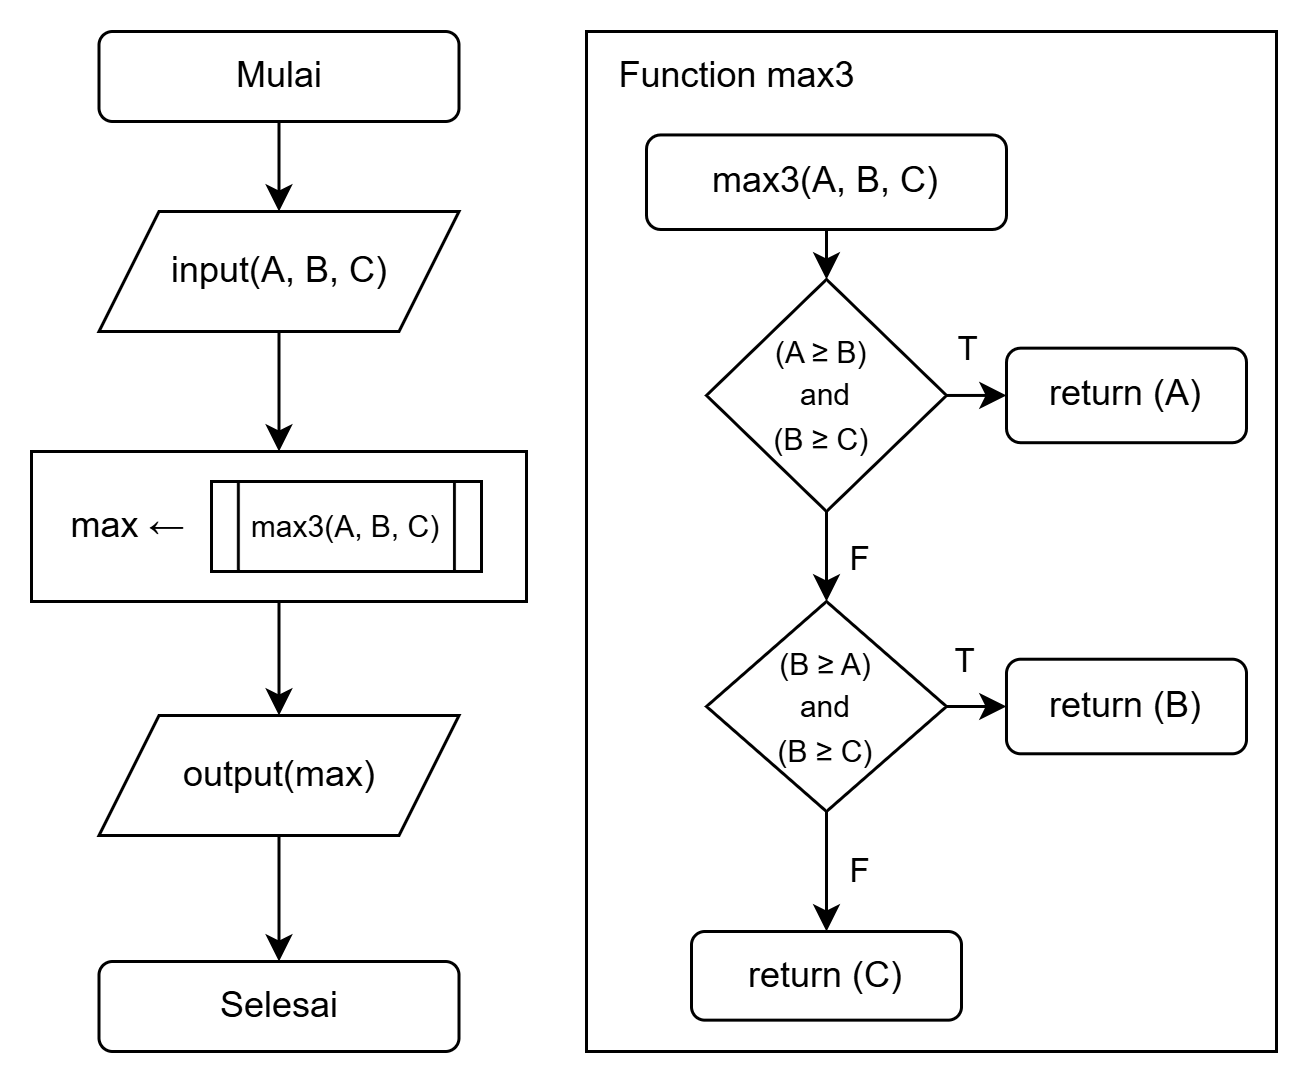 Mulai
input(A, B, C)
max ← max3(A, B, C)
output(max)
Selesai
Function max3
max3(A, B, C)
(A ≥ B)
and
(B ≥ C)
T
return (A)
F
(B ≥ A)
and
(B ≥ C)
T
return (B)
F
return (C)